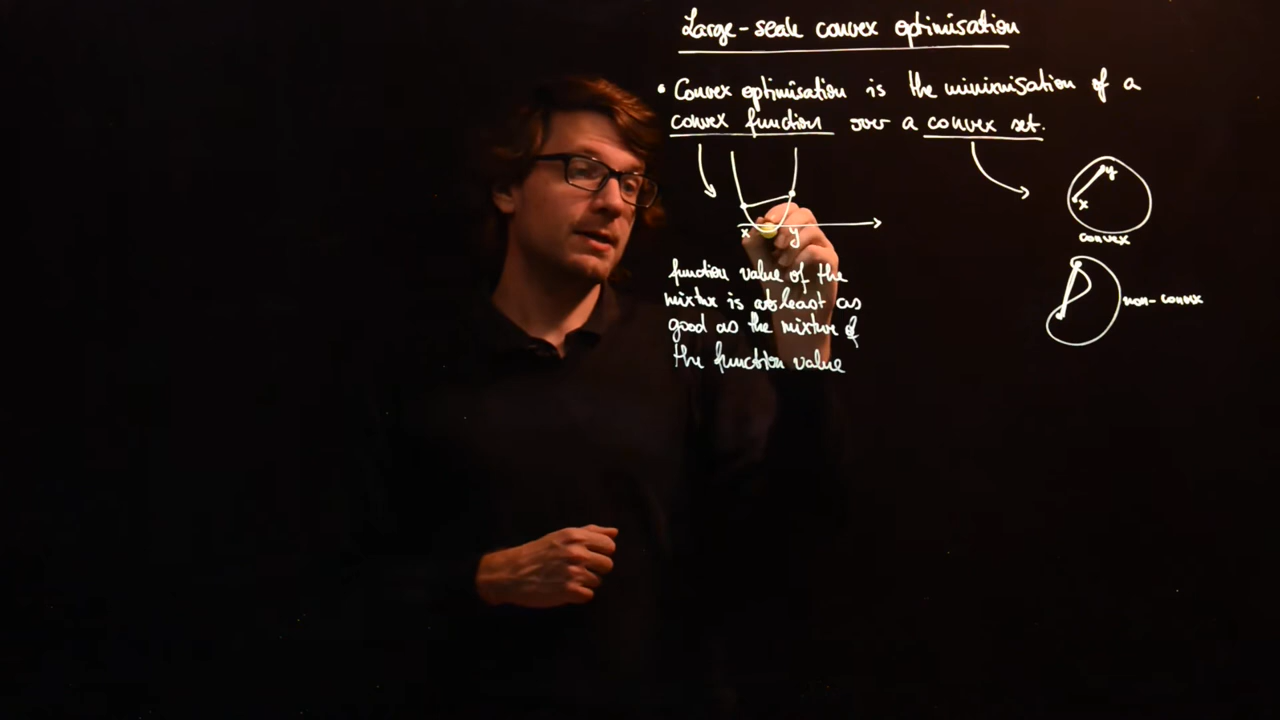 Large-scale convex optimisation
• Convex optimisation is the minimisation of a
convex function over a convex set.
y
x
convex
x y
function value of the
mixture is at least as
good as the mixture of
the function value
non-convex